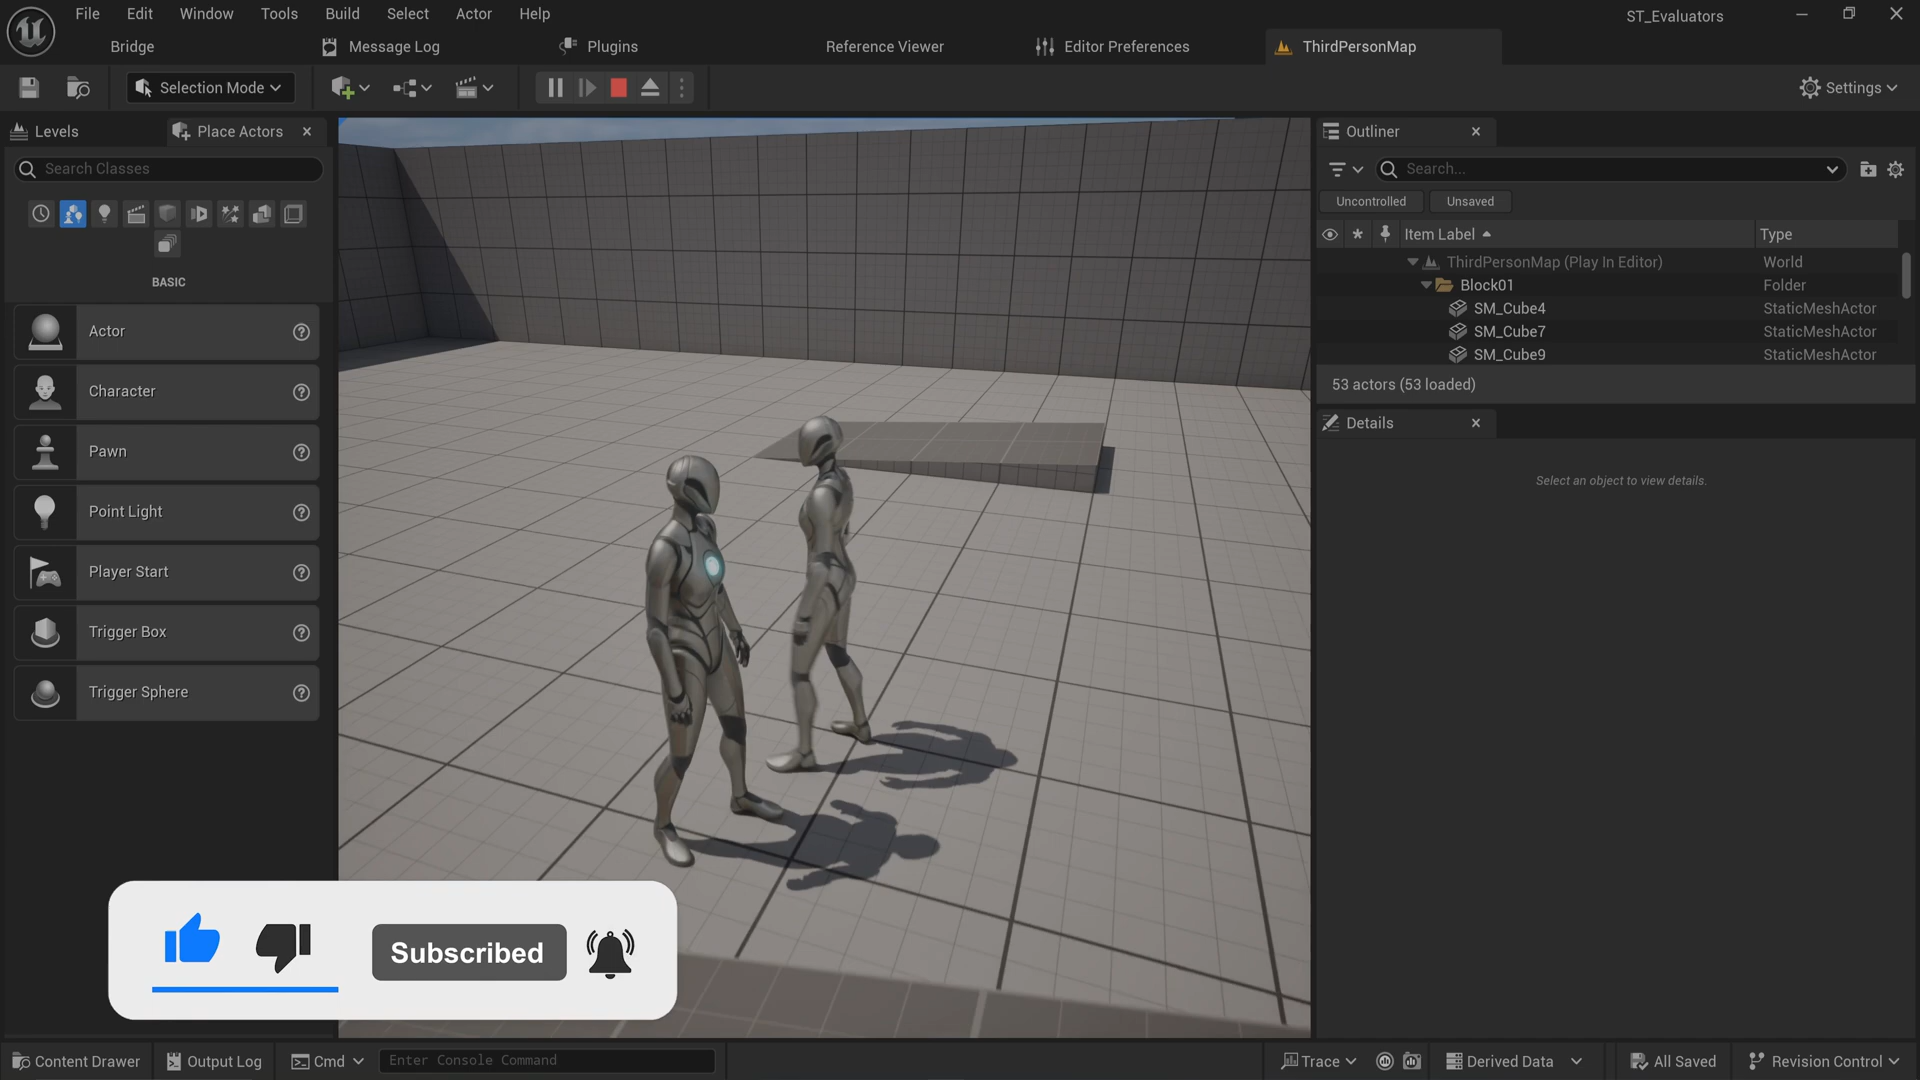 File Edit Window Tools Build Select Actor Help
ST_Evaluators
Bridge
Message Log
Plugins
Reference Viewer
Editor Preferences
ThirdPersonMap
Selection Mode
Settings
Levels
Place Actors
Outliner
Search Classes
Search...
Uncontrolled
Unsaved
Item Label
Type
BASIC
ThirdPersonMap (Play In Editor)
World
Block01
Folder
SM_Cube4
StaticMeshActor
SM_Cube7
StaticMeshActor
SM_Cube9
StaticMeshActor
53 actors (53 loaded)
Details
Select an object to view details.
Actor
Character
Pawn
Point Light
Player Start
Trigger Box
Trigger Sphere
Subscribed
Content Drawer
Output Log
Cmd
Enter Console Command
Trace
Derived Data
All Saved
Revision Control